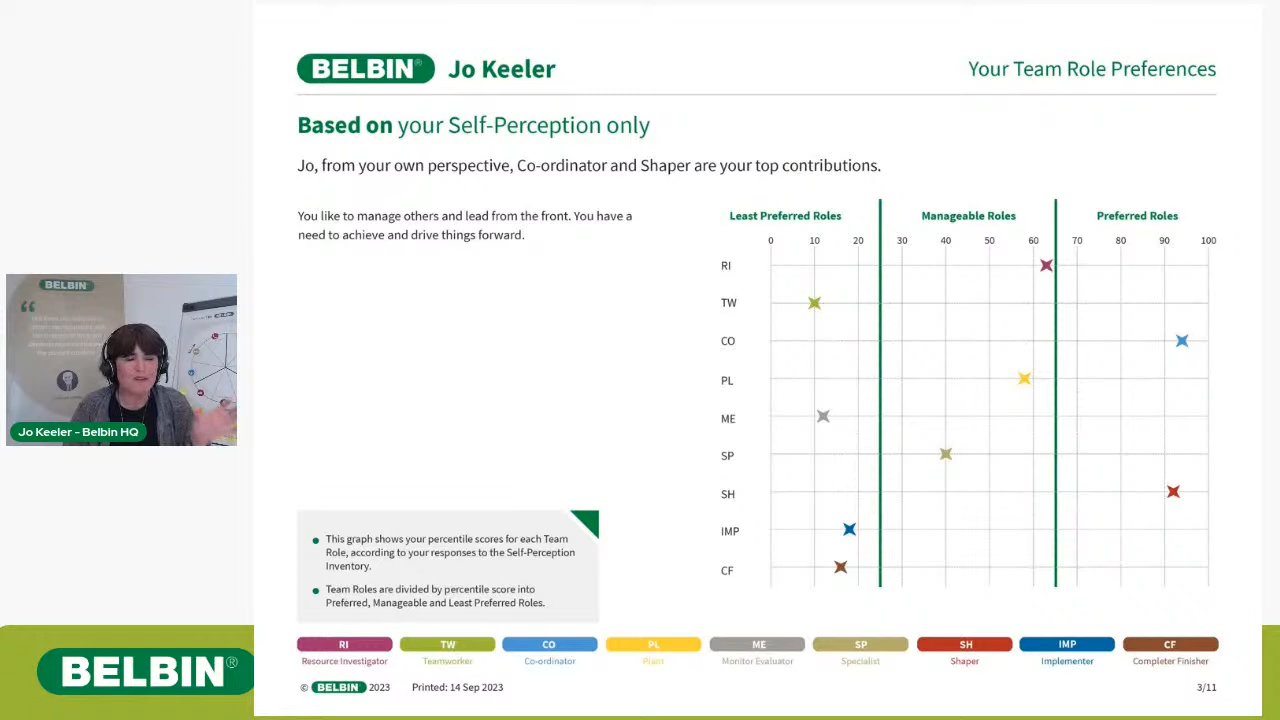 BELBIN® Jo Keeler
Your Team Role Preferences
Based on your Self-Perception only
Jo, from your own perspective, Co-ordinator and Shaper are your top contributions.
You like to manage others and lead from the front. You have a
need to achieve and drive things forward.
Least Preferred Roles Manageable Roles Preferred Roles
0 10 20 30 40 50 60 70 80 90 100
RI
TW
CO
PL
ME
SP
SH
IMP
CF
BELBIN
Jo Keeler – Belbin HQ
This graph shows your percentile scores for each Team
Role, according to your responses to the Self-Perception
Inventory.
Team Roles are divided by percentile score into
Preferred, Manageable and Least Preferred Roles.
RI TW CO PL ME SP SH IMP CF
Resource Investigator Teamworker Co-ordinator Plant Monitor Evaluator Specialist Shaper Implementer Completer Finisher
© BELBIN 2023 Printed: 14 Sep 2023
3/11
BELBIN®